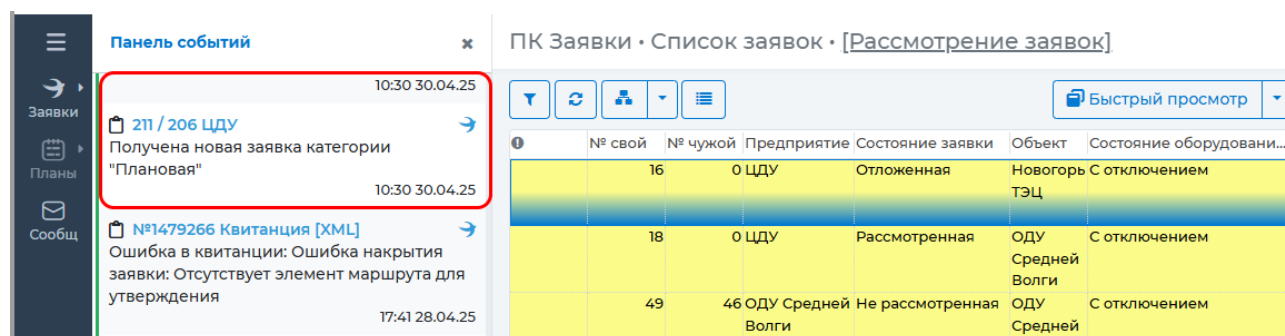 Панель событий
ПК Заявки • Список заявок • [Рассмотрение заявок]
Заявки
Планы
Сообщ
10:30 30.04.25
211 / 206 ЦДУ
Получена новая заявка категории
"Плановая"
10:30 30.04.25
№1479266 Квитанция [XML]
Ошибка в квитанции: Ошибка накрытия
заявки: Отсутствует элемент маршрута для
утверждения
17:41 28.04.25
Быстрый просмотр
№ свой № чужой Предприятие Состояние заявки Объект Состояние оборудовани...
16 0 ЦДУ Отложенная Новогорь С отключением
ТЭЦ
18 0 ЦДУ Рассмотренная ОДУ С отключением
Средней
Волги
49 46 ОДУ Средней Не рассмотренная ОДУ С отключением
Волги Средней